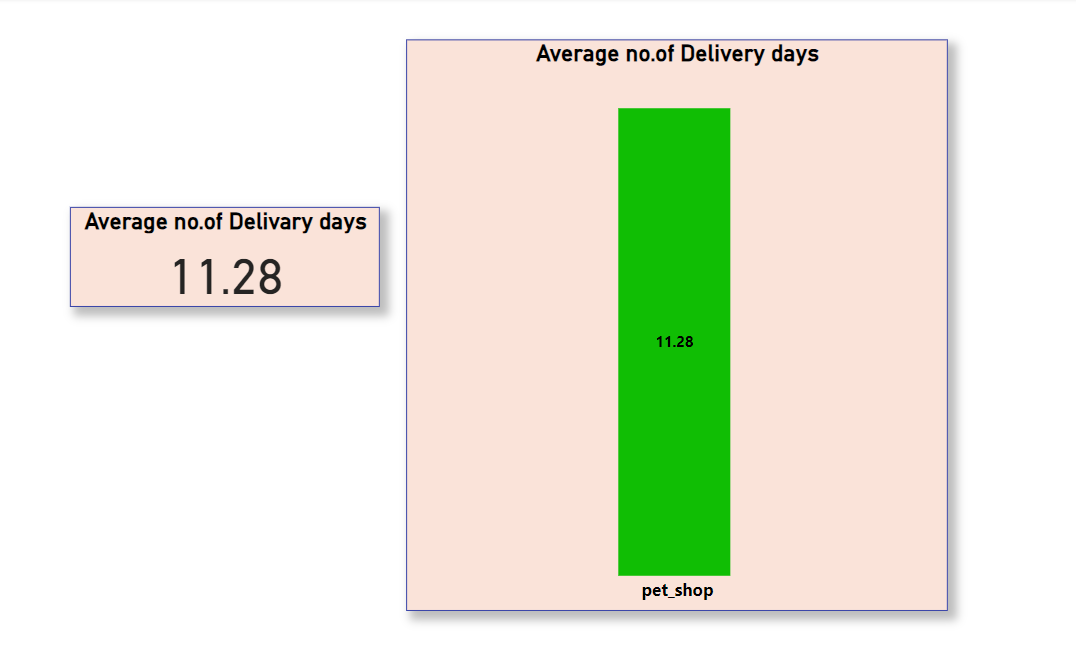 Average no.of Delivary days
11.28
Average no.of Delivery days
11.28
pet_shop